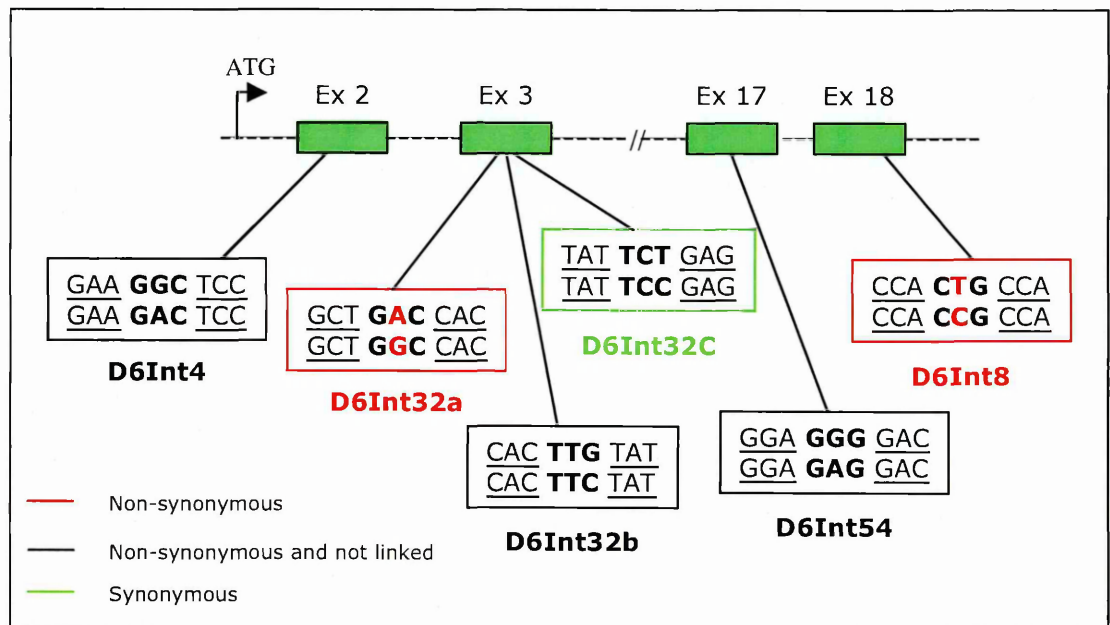 ATG
Ex 2
Ex 3
Ex 17
Ex 18
//
GAA GGC TCC
GAA GAC TCC
D6Int4
GCT GAC CAC
GCT GGC CAC
D6Int32a
TAT TCT GAG
TAT TCC GAG
D6Int32C
CAC TTG TAT
CAC TTC TAT
D6Int32b
GGA GGG GAC
GGA GAG GAC
D6Int54
CCA CTG CCA
CCA CCG CCA
D6Int8
Non-synonymous
Non-synonymous and not linked
Synonymous